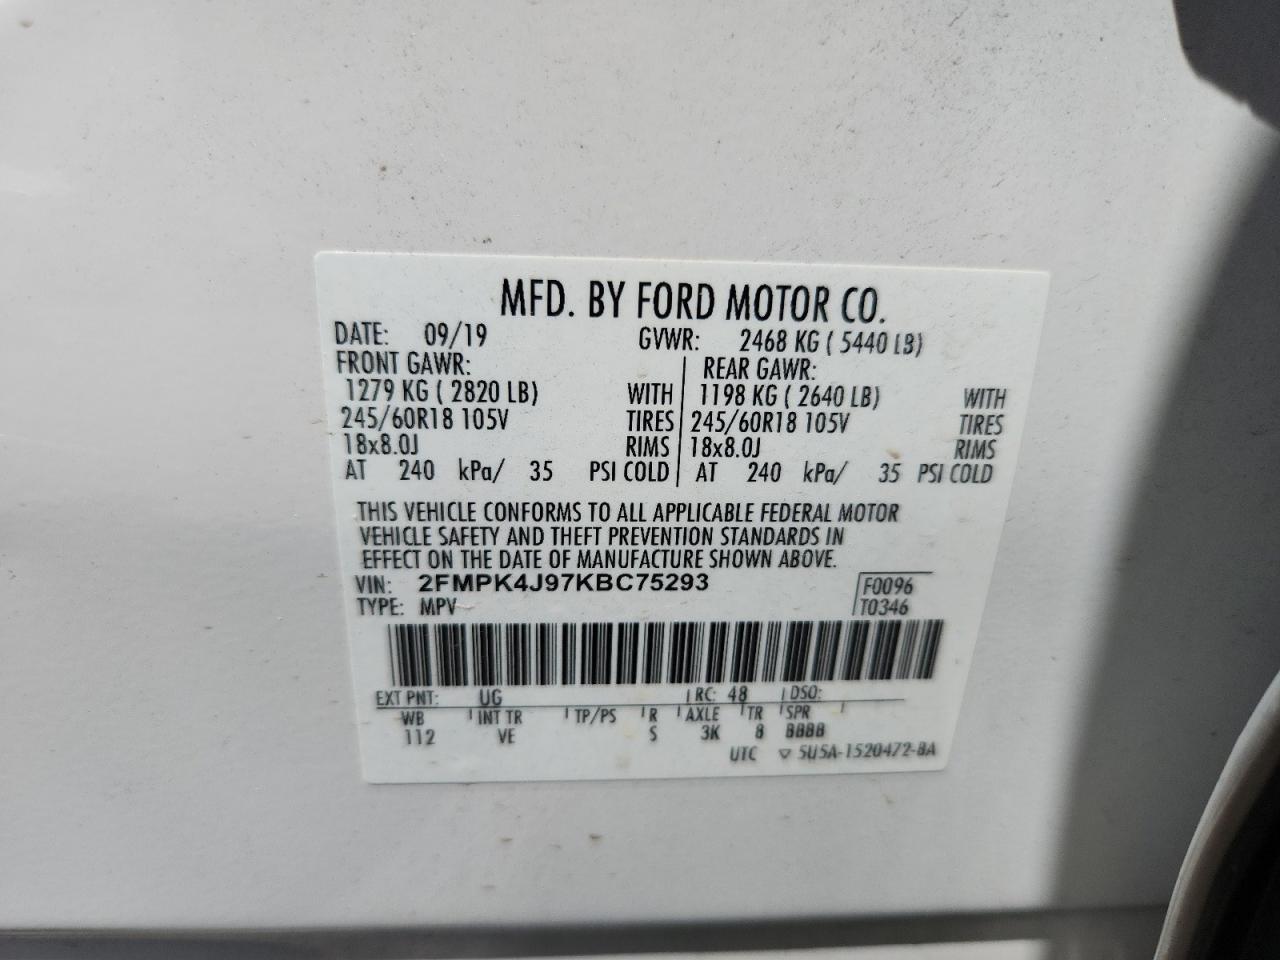 MFD. BY FORD MOTOR CO.
DATE: 09/19 GVWR: 2468 KG ( 5440 LB)
FRONT GAWR: REAR GAWR:
1279 KG ( 2820 LB) WITH 1198 KG ( 2640 LB) WITH
245/60R18 105V TIRES 245/60R18 105V TIRES
18x8.0J RIMS 18x8.0J RIMS
AT 240 kPa/ 35 PSI COLD AT 240 kPa/ 35 PSI COLD
THIS VEHICLE CONFORMS TO ALL APPLICABLE FEDERAL MOTOR
VEHICLE SAFETY AND THEFT PREVENTION STANDARDS IN
EFFECT ON THE DATE OF MANUFACTURE SHOWN ABOVE.
VIN: 2FMPK4J97KBC75293 F0096
TYPE: MPV T0346
EXT PNT: UG RC: 48 DSO:
WB INT TR TP/PS R AXLE TR SPR
112 VE S 3K 8 BBBB
UTC ▽ 5U5A-1520472-BA